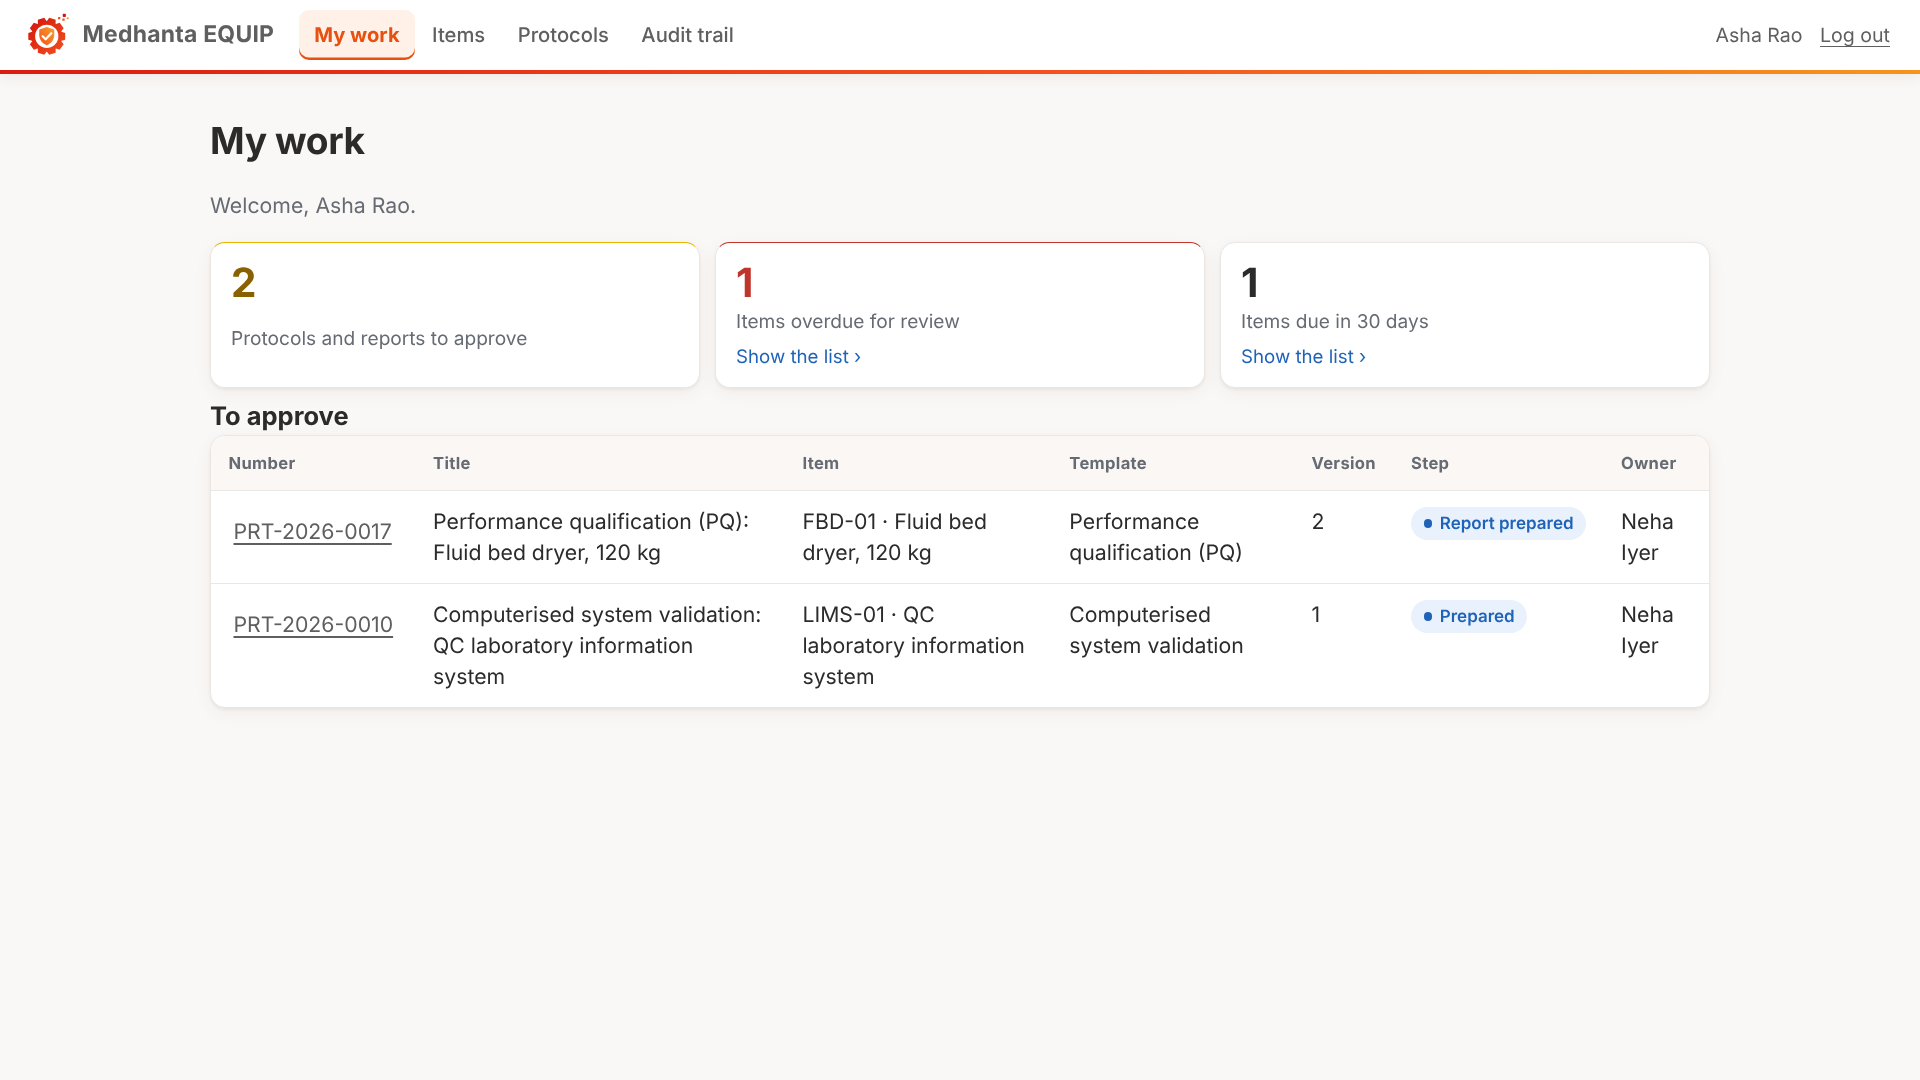 Medhanta EQUIP
My work
Items
Protocols
Audit trail
Asha Rao
Log out
My work
Welcome, Asha Rao.
2
Protocols and reports to approve
1
Items overdue for review
Show the list ›
1
Items due in 30 days
Show the list ›
To approve
Number Title Item Template Version Step Owner
PRT-2026-0017
Performance qualification (PQ):
Fluid bed dryer, 120 kg
FBD-01 · Fluid bed
dryer, 120 kg
Performance
qualification (PQ)
2
Report prepared
Neha
Iyer
PRT-2026-0010
Computerised system validation:
QC laboratory information
system
LIMS-01 · QC
laboratory information
system
Computerised
system validation
1
Prepared
Neha
Iyer